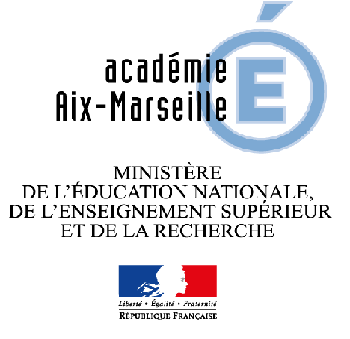 académie
Aix-Marseille
É
MINISTÈRE
DE L'ÉDUCATION NATIONALE,
DE L'ENSEIGNEMENT SUPÉRIEUR
ET DE LA RECHERCHE
Liberté • Égalité • Fraternité
RÉPUBLIQUE FRANÇAISE